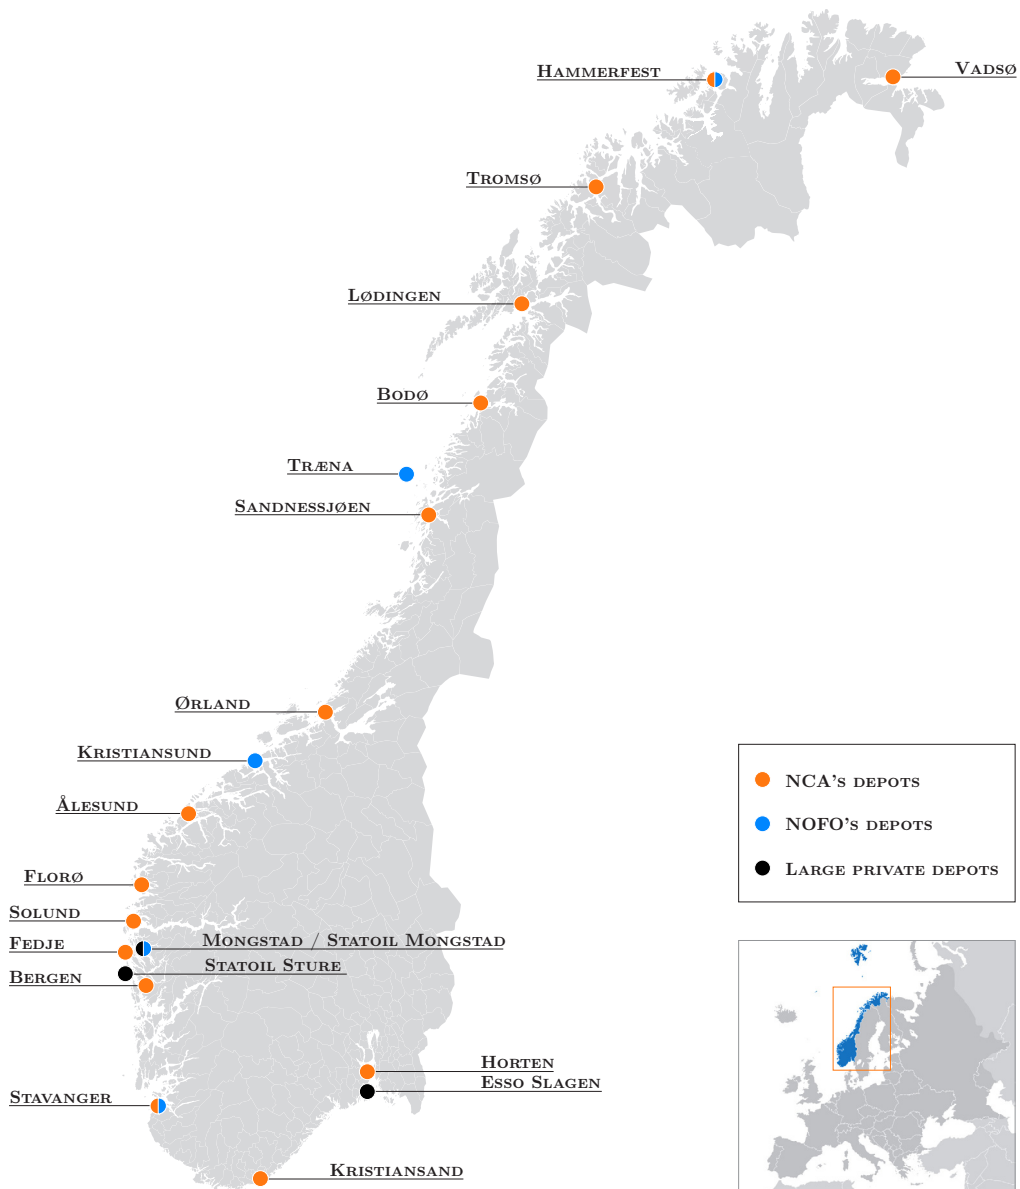 Hammerfest
Vadsø
Tromsø
Lødingen
Bodø
Træna
Sandnessjøen
Ørland
Kristiansund
Ålesund
Florø
Solund
Fedje
Mongstad / Statoil Mongstad
Statoil Sture
Bergen
Horten
Esso Slagen
Stavanger
Kristiansand
NCA's depots
NOFO's depots
Large private depots